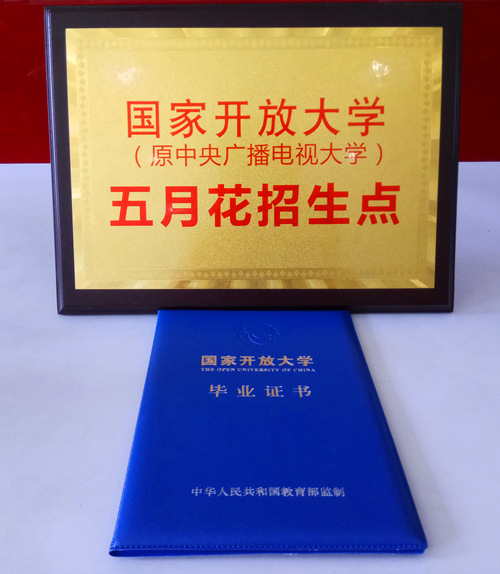 国家开放大学
（原中央广播电视大学）
五月花招生点
国家开放大学
THE OPEN UNIVERSITY OF CHINA
毕业证书
中华人民共和国教育部监制